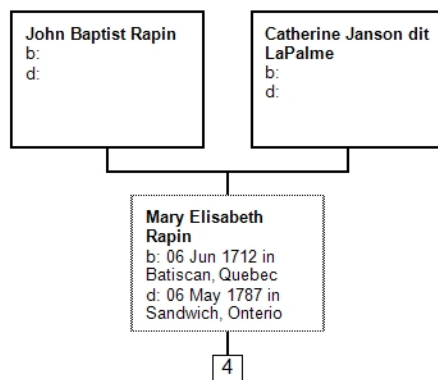 John Baptist Rapin
b:
d:
Catherine Janson dit
LaPalme
b:
d:
Mary Elisabeth
Rapin
b: 06 Jun 1712 in
Batiscan, Quebec
d: 06 May 1787 in
Sandwich, Onterio
4